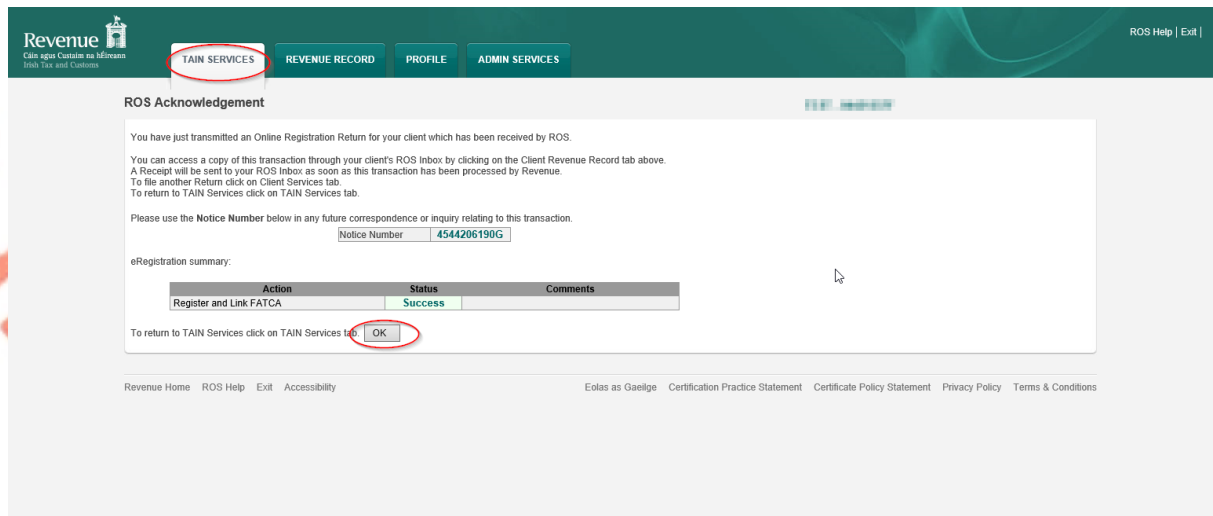 Revenue
Cáin agus Custaim na hÉireann
Irish Tax and Customs
TAIN SERVICES
REVENUE RECORD
PROFILE
ADMIN SERVICES
ROS Help | Exit |
ROS Acknowledgement
You have just transmitted an Online Registration Return for your client which has been received by ROS.
You can access a copy of this transaction through your client's ROS Inbox by clicking on the Client Revenue Record tab above.
A Receipt will be sent to your ROS Inbox as soon as this transaction has been processed by Revenue.
To file another Return click on Client Services tab.
To return to TAIN Services click on TAIN Services tab.
Please use the Notice Number below in any future correspondence or inquiry relating to this transaction.
Notice Number 4544206190G
eRegistration summary:
Action Status Comments
Register and Link FATCA Success
To return to TAIN Services click on TAIN Services tab. OK
Revenue Home ROS Help Exit Accessibility Eolas as Gaeilge Certification Practice Statement Certificate Policy Statement Privacy Policy Terms & Conditions